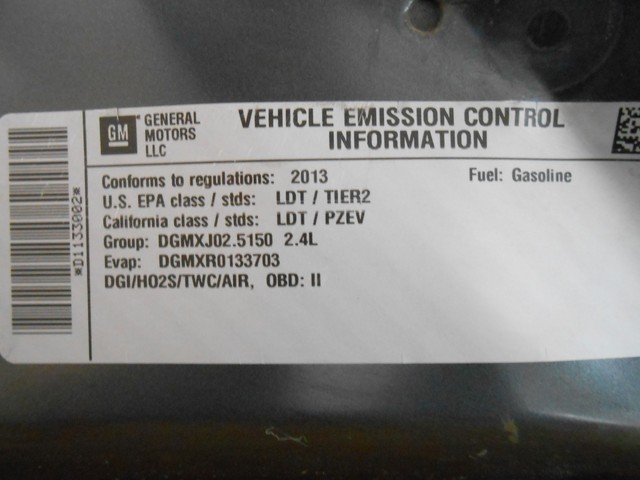 GM
GENERAL
MOTORS
LLC
VEHICLE EMISSION CONTROL
INFORMATION
Conforms to regulations: 2013
Fuel: Gasoline
U.S. EPA class / stds: LDT / TIER2
California class / stds: LDT / PZEV
Group: DGMXJ02.5150 2.4L
Evap: DGMXR0133703
DGI/HO2S/TWC/AIR, OBD: II
*D1133002*